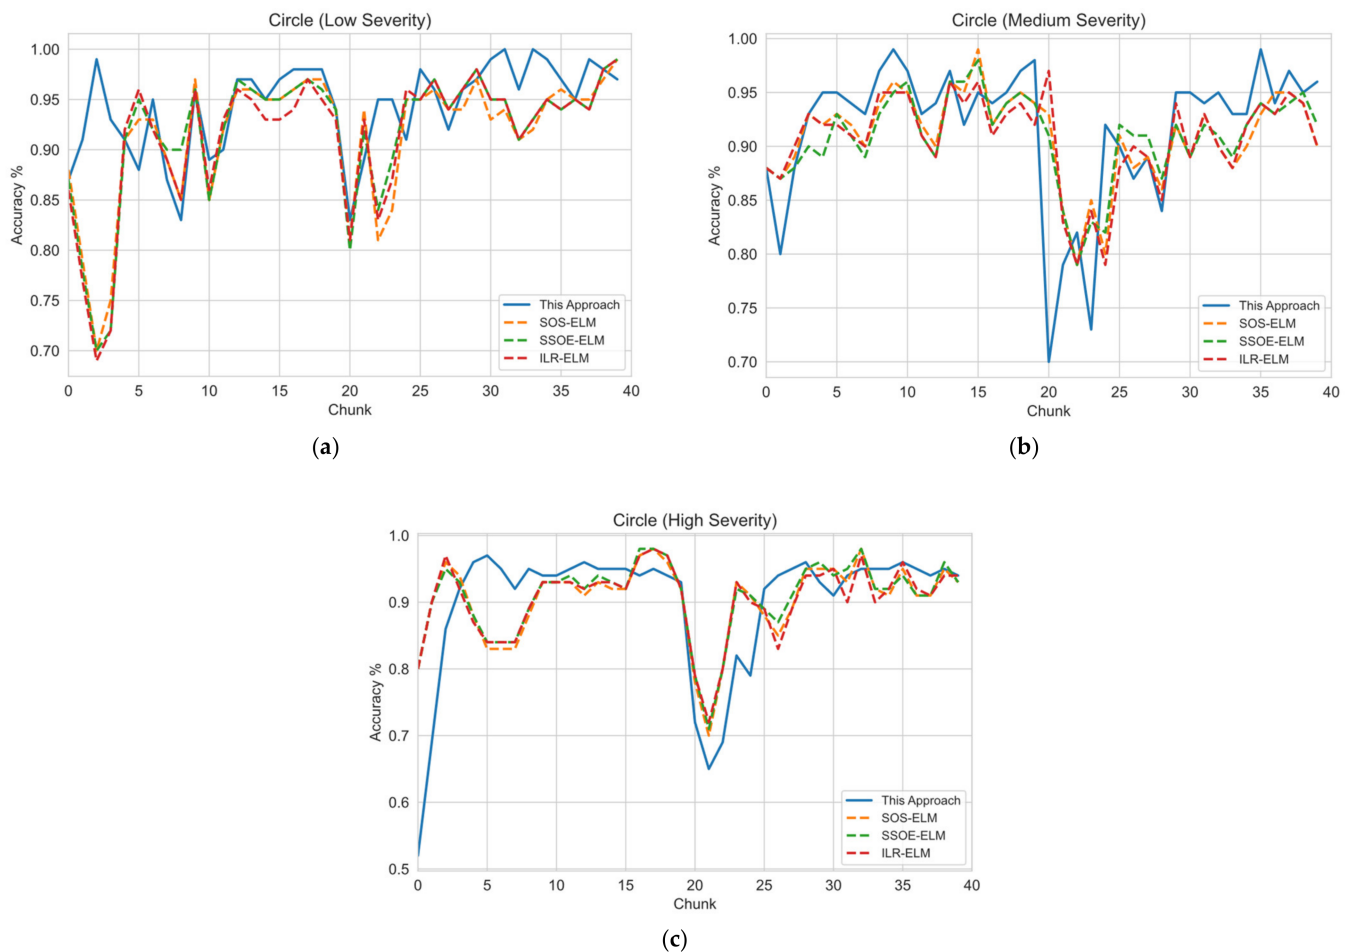 Circle (Low Severity)
1.00
0.95
0.90
0.85
0.80
0.75
0.70
Accuracy %
0 5 10 15 20 25 30 35 40
Chunk
This Approach
SOS-ELM
SSOE-ELM
ILR-ELM
(a)
Circle (Medium Severity)
1.00
0.95
0.90
0.85
0.80
0.75
0.70
Accuracy %
0 5 10 15 20 25 30 35 40
Chunk
This Approach
SOS-ELM
SSOE-ELM
ILR-ELM
(b)
Circle (High Severity)
1.0
0.9
0.8
0.7
0.6
0.5
Accuracy %
0 5 10 15 20 25 30 35 40
Chunk
This Approach
SOS-ELM
SSOE-ELM
ILR-ELM
(c)